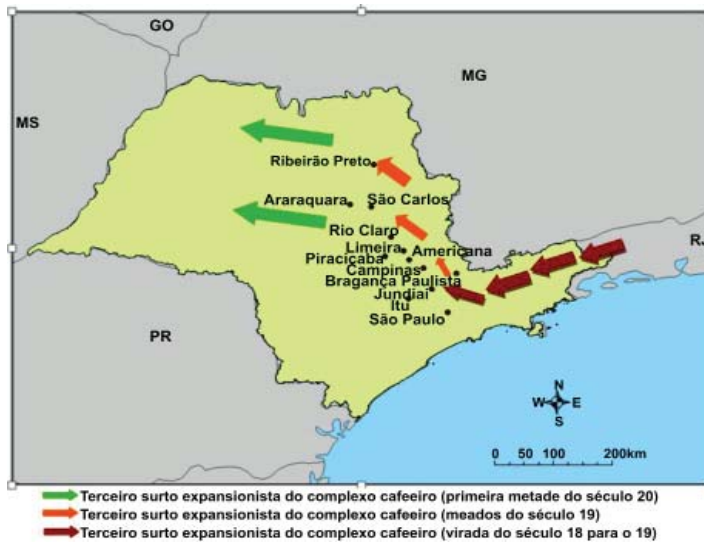 GO
MG
MS
Ribeirão Preto
Araraquara
São Carlos
Rio Claro
Limeira
Americana
Piracicaba
Campinas
Bragança Paulista
Jundiaí
Itu
São Paulo
RJ
PR
N
W
E
S
0 50 100 200km
Terceiro surto expansionista do complexo cafeeiro (primeira metade do século 20)
Terceiro surto expansionista do complexo cafeeiro (meados do século 19)
Terceiro surto expansionista do complexo cafeeiro (virada do século 18 para o 19)